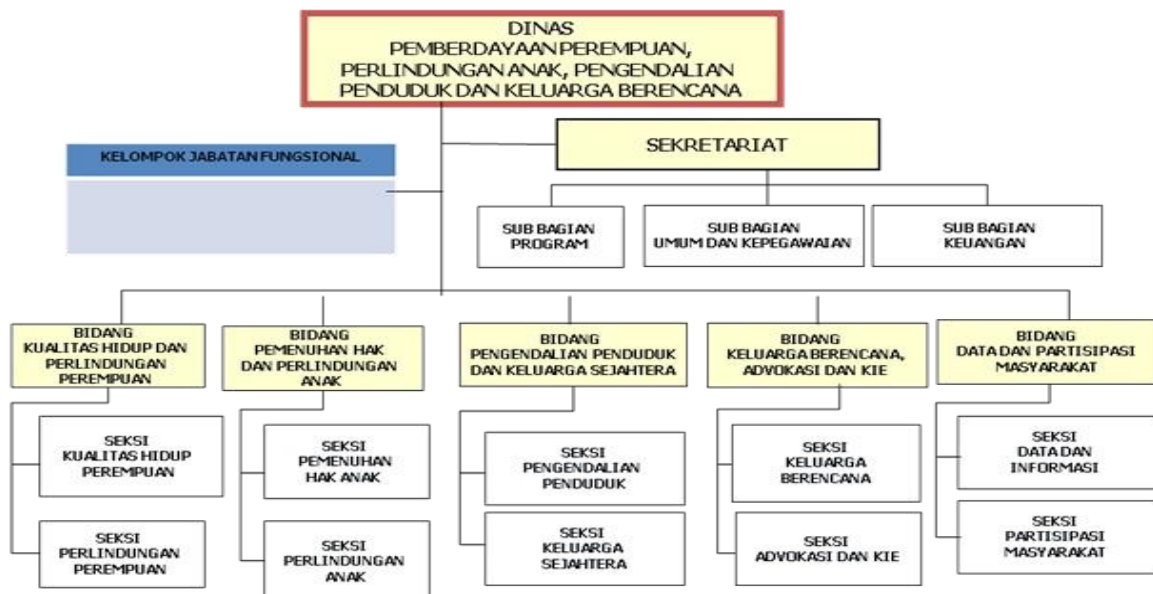 DINAS
PEMBERDAYAAN PEREMPUAN,
PERLINDUNGAN ANAK, PENGENDALIAN
PENDUDUK DAN KELUARGA BERENCANA
KELOMPOK JABATAN FUNGSIONAL
SEKRETARIAT
SUB BAGIAN
PROGRAM
SUB BAGIAN
UMUM DAN KEPEGAWAIAN
SUB BAGIAN
KEUANGAN
BIDANG
KUALITAS HIDUP DAN
PERLINDUNGAN
PEREMPUAN
BIDANG
PEMENUHAN HAK
DAN PERLINDUNGAN
ANAK
BIDANG
PENGENDALIAN PENDUDUK
DAN KELUARGA SEJAHTERA
BIDANG
KELUARGA BERENCANA,
ADVOKASI DAN KIE
BIDANG
DATA DAN PARTISIPASI
MASYARAKAT
SEKSI
KUALITAS HIDUP
PEREMPUAN
SEKSI
PEMENUHAN
HAK ANAK
SEKSI
PENGENDALIAN
PENDUDUK
SEKSI
KELUARGA
BERENCANA
SEKSI
DATA DAN
INFORMASI
SEKSI
PERLINDUNGAN
PEREMPUAN
SEKSI
PERLINDUNGAN
ANAK
SEKSI
KELUARGA
SEJAHTERA
SEKSI
ADVOKASI DAN KIE
SEKSI
PARTISIPASI
MASYARAKAT